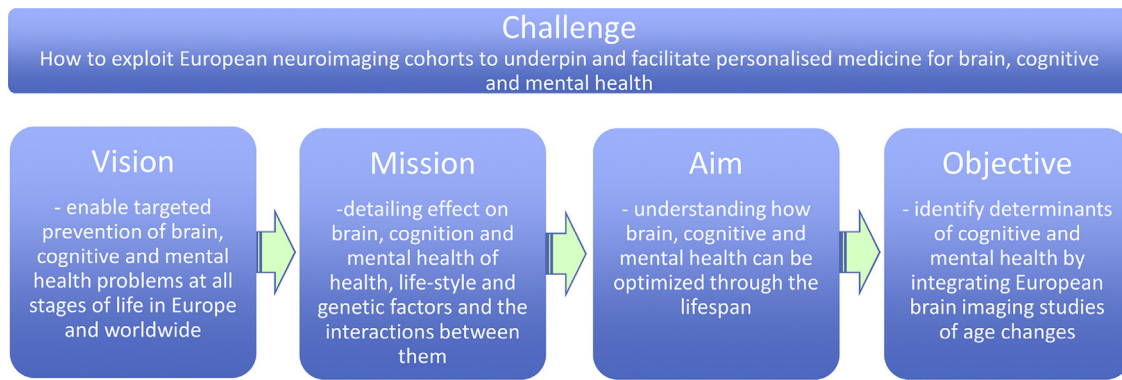 Challenge
How to exploit European neuroimaging cohorts to underpin and facilitate personalised medicine for brain, cognitive
and mental health
Vision
- enable targeted
prevention of brain,
cognitive and mental
health problems at all
stages of life in Europe
and worldwide
Mission
-detailing effect on
brain, cognition and
mental health of
health, life-style and
genetic factors and the
interactions between
them
Aim
- understanding how
brain, cognitive and
mental health can be
optimized through the
lifespan
Objective
- identify determinants
of cognitive and
mental health by
integrating European
brain imaging studies
of age changes